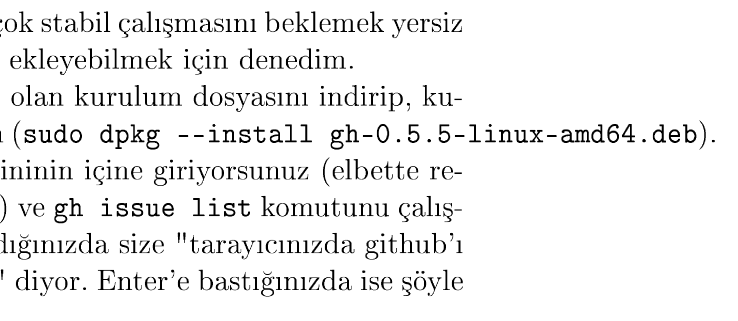 çok stabil çalışmasını beklemek yersiz
ekleyebilmek için denedim.
olan kurulum dosyasını indirip, ku-
(sudo dpkg --install gh-0.5.5-linux-amd64.deb).
ininin içine giriyorsunuz (elbette re-
) ve gh issue list komutunu çalış-
dığınızda size "tarayıcınızda github'ı
" diyor. Enter'e bastığınızda ise şöyle